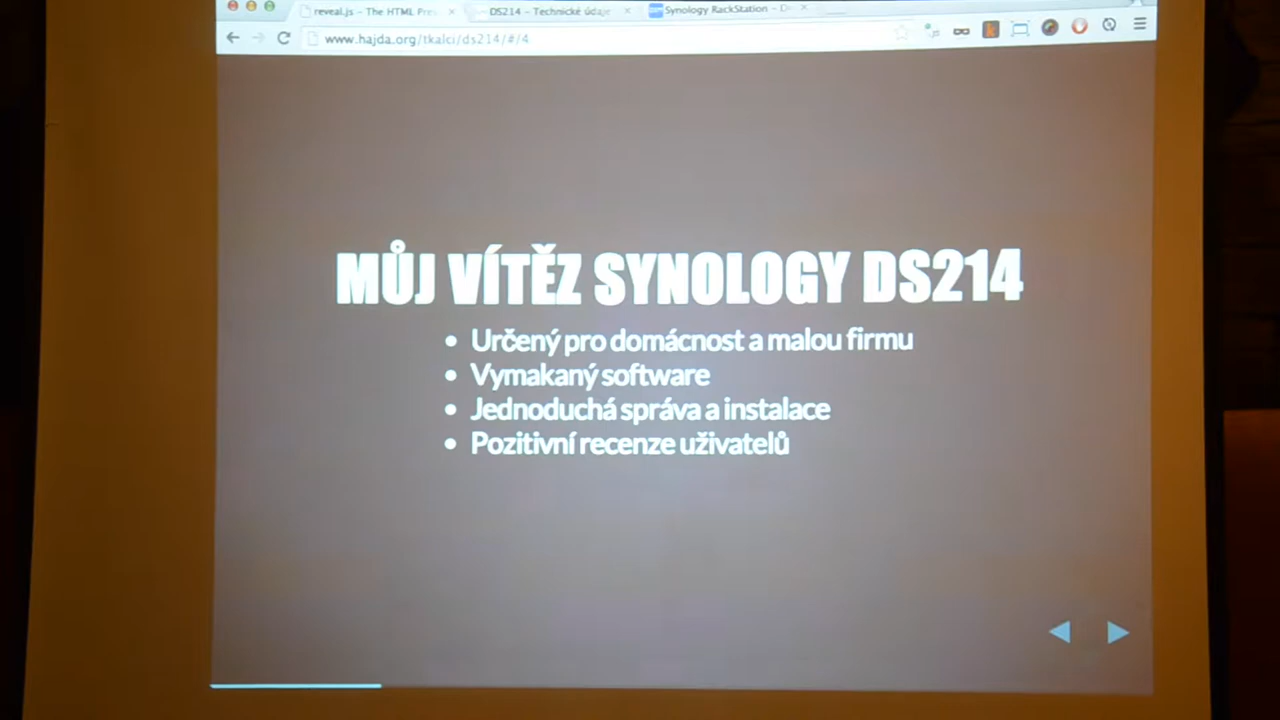 reveal.js – The HTML Pres
DS214 – Technické údaje
Synology RackStation – D
www.hajda.org/tkalci/ds214/#/4
MŮJ VÍTĚZ SYNOLOGY DS214
Určený pro domácnost a malou firmu
Vymakaný software
Jednoduchá správa a instalace
Pozitivní recenze uživatelů